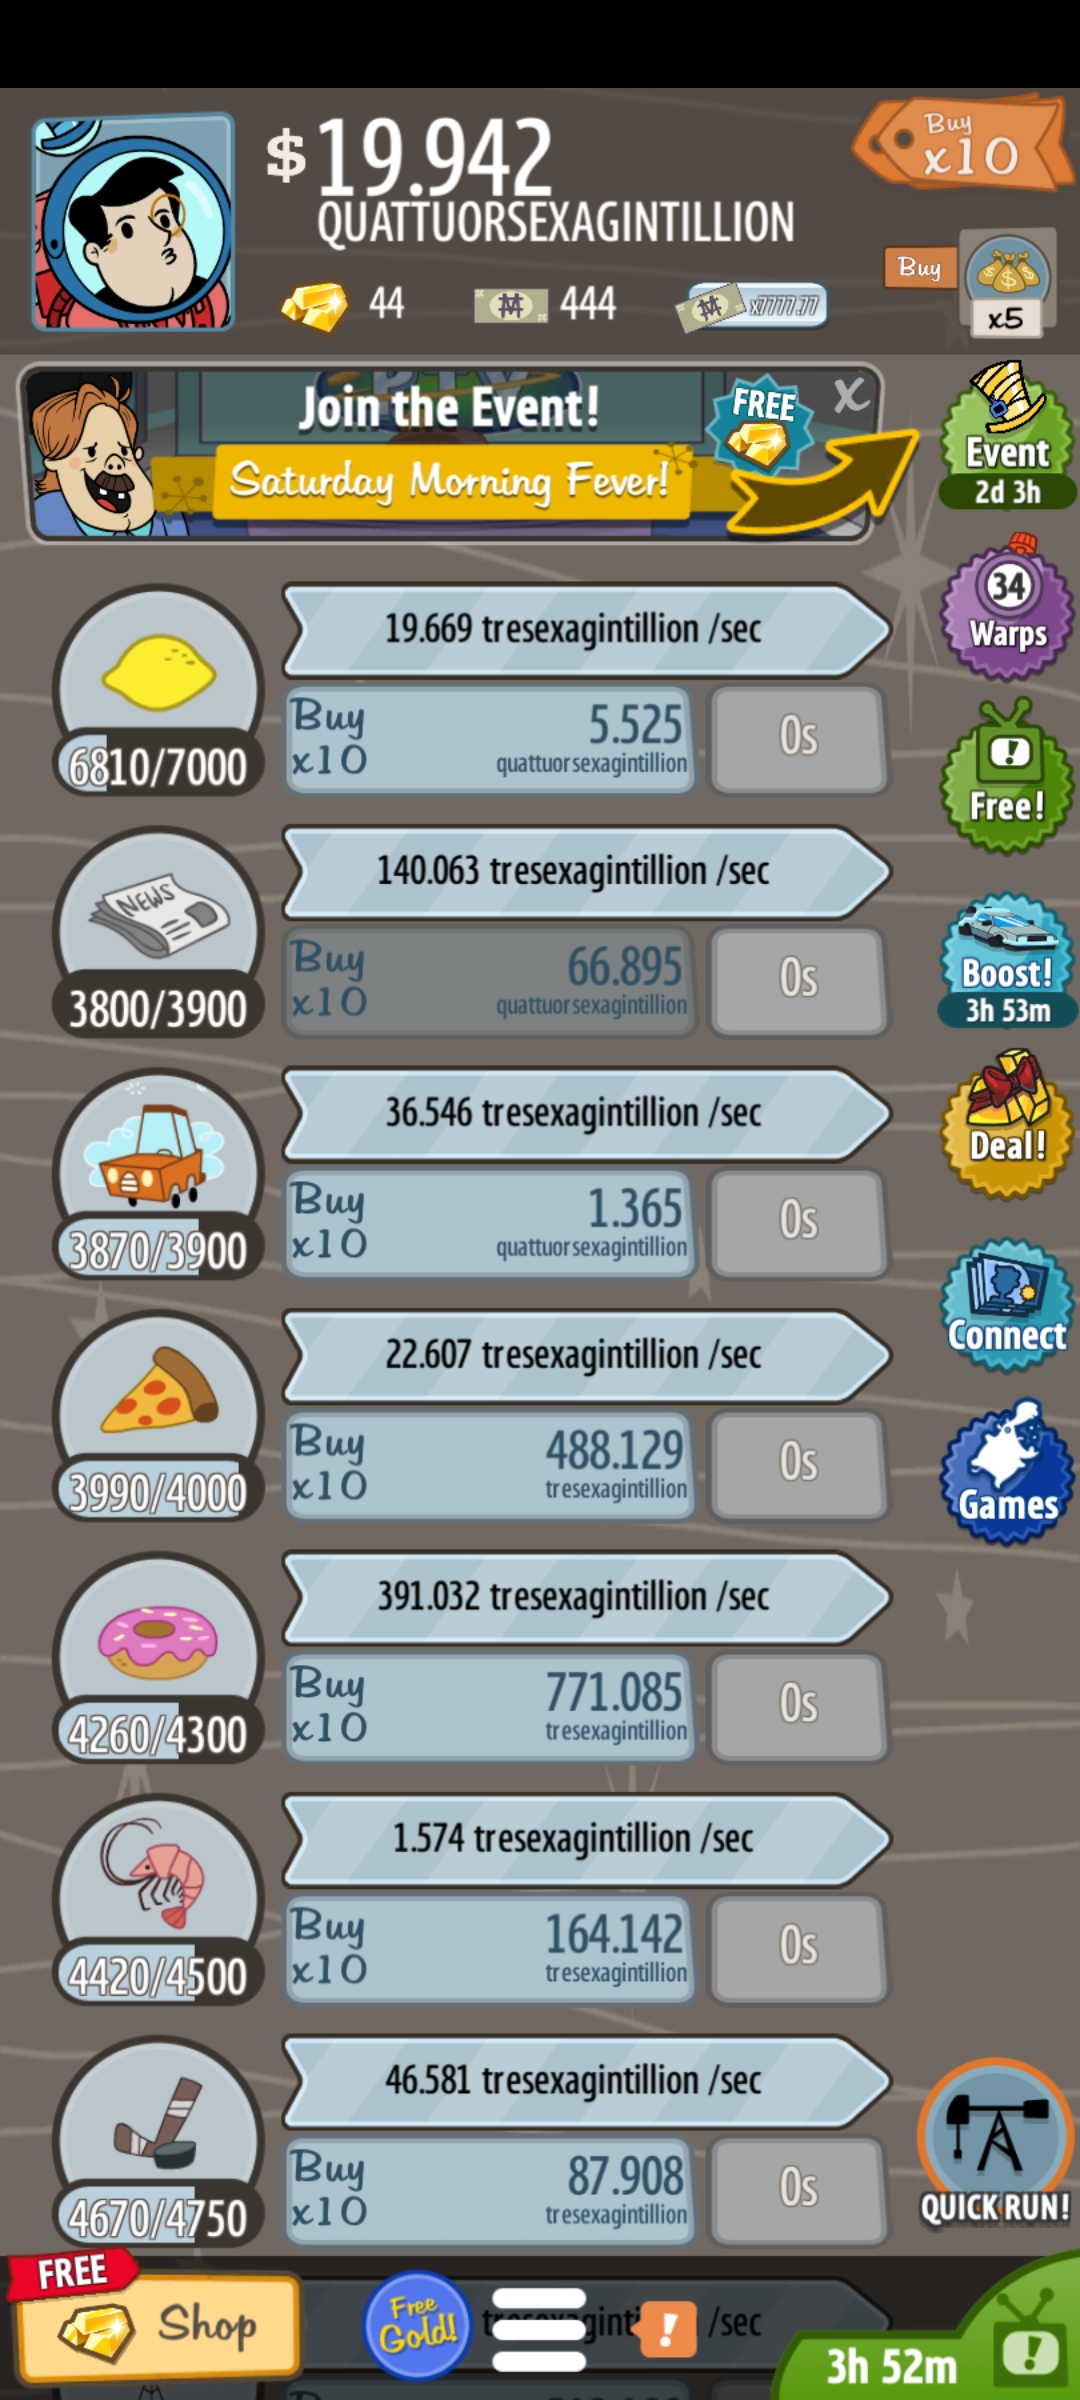 $19.942
QUATTUORSEXAGINTILLION
44
444
x7777.77
Buy
x10
Buy
x5
Join the Event!
Saturday Morning Fever!
FREE
X
Event
2d 3h
34
Warps
Free!
Boost!
3h 53m
Deal!
Connect
Games
19.669 tresexagintillion /sec
6810/7000
Buy
x10
5.525
quattuorsexagintillion
0s
140.063 tresexagintillion /sec
NEWS
3800/3900
Buy
x10
66.895
quattuorsexagintillion
0s
36.546 tresexagintillion /sec
3870/3900
Buy
x10
1.365
quattuorsexagintillion
0s
22.607 tresexagintillion /sec
3990/4000
Buy
x10
488.129
tresexagintillion
0s
391.032 tresexagintillion /sec
4260/4300
Buy
x10
771.085
tresexagintillion
0s
1.574 tresexagintillion /sec
4420/4500
Buy
x10
164.142
tresexagintillion
0s
46.581 tresexagintillion /sec
4670/4750
Buy
x10
87.908
tresexagintillion
0s
QUICK RUN!
FREE
Shop
Free
Gold!
/sec
3h 52m